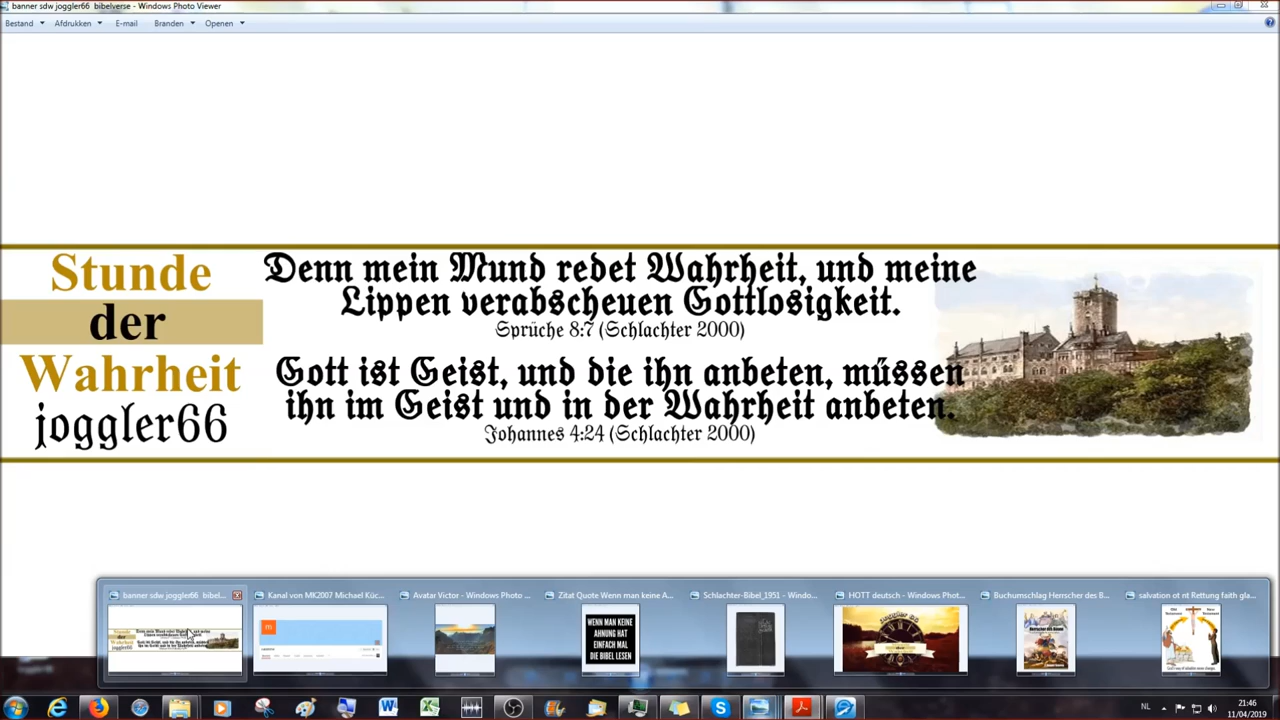 banner sdw joggler66 bibelverse - Windows Photo Viewer
Bestand Afdrukken E-mail Branden Openen
Stunde
der
Wahrheit
joggler66
Denn mein Mund redet Wahrheit, und meine
Lippen verabscheuen Gottlosigkeit.
Sprüche 8:7 (Schlachter 2000)
Gott ist Geist, und die ihn anbeten, müssen
ihn im Geist und in der Wahrheit anbeten.
Johannes 4:24 (Schlachter 2000)
banner sdw joggler66 bibel...
Kanal von MK2007 Michael Küc...
Avatar Victor - Windows Photo ...
Zitat Quote Wenn man keine A...
Schlachter-Bibel_1951 - Windo...
HOTT deutsch - Windows Phot...
Buchumschlag Herrscher des B...
salvation ot nt Rettung faith gla...
WENN MAN KEINE
AHNUNG HAT
EINFACH MAL
DIE BIBEL LESEN
NL
21:46
11/04/2019